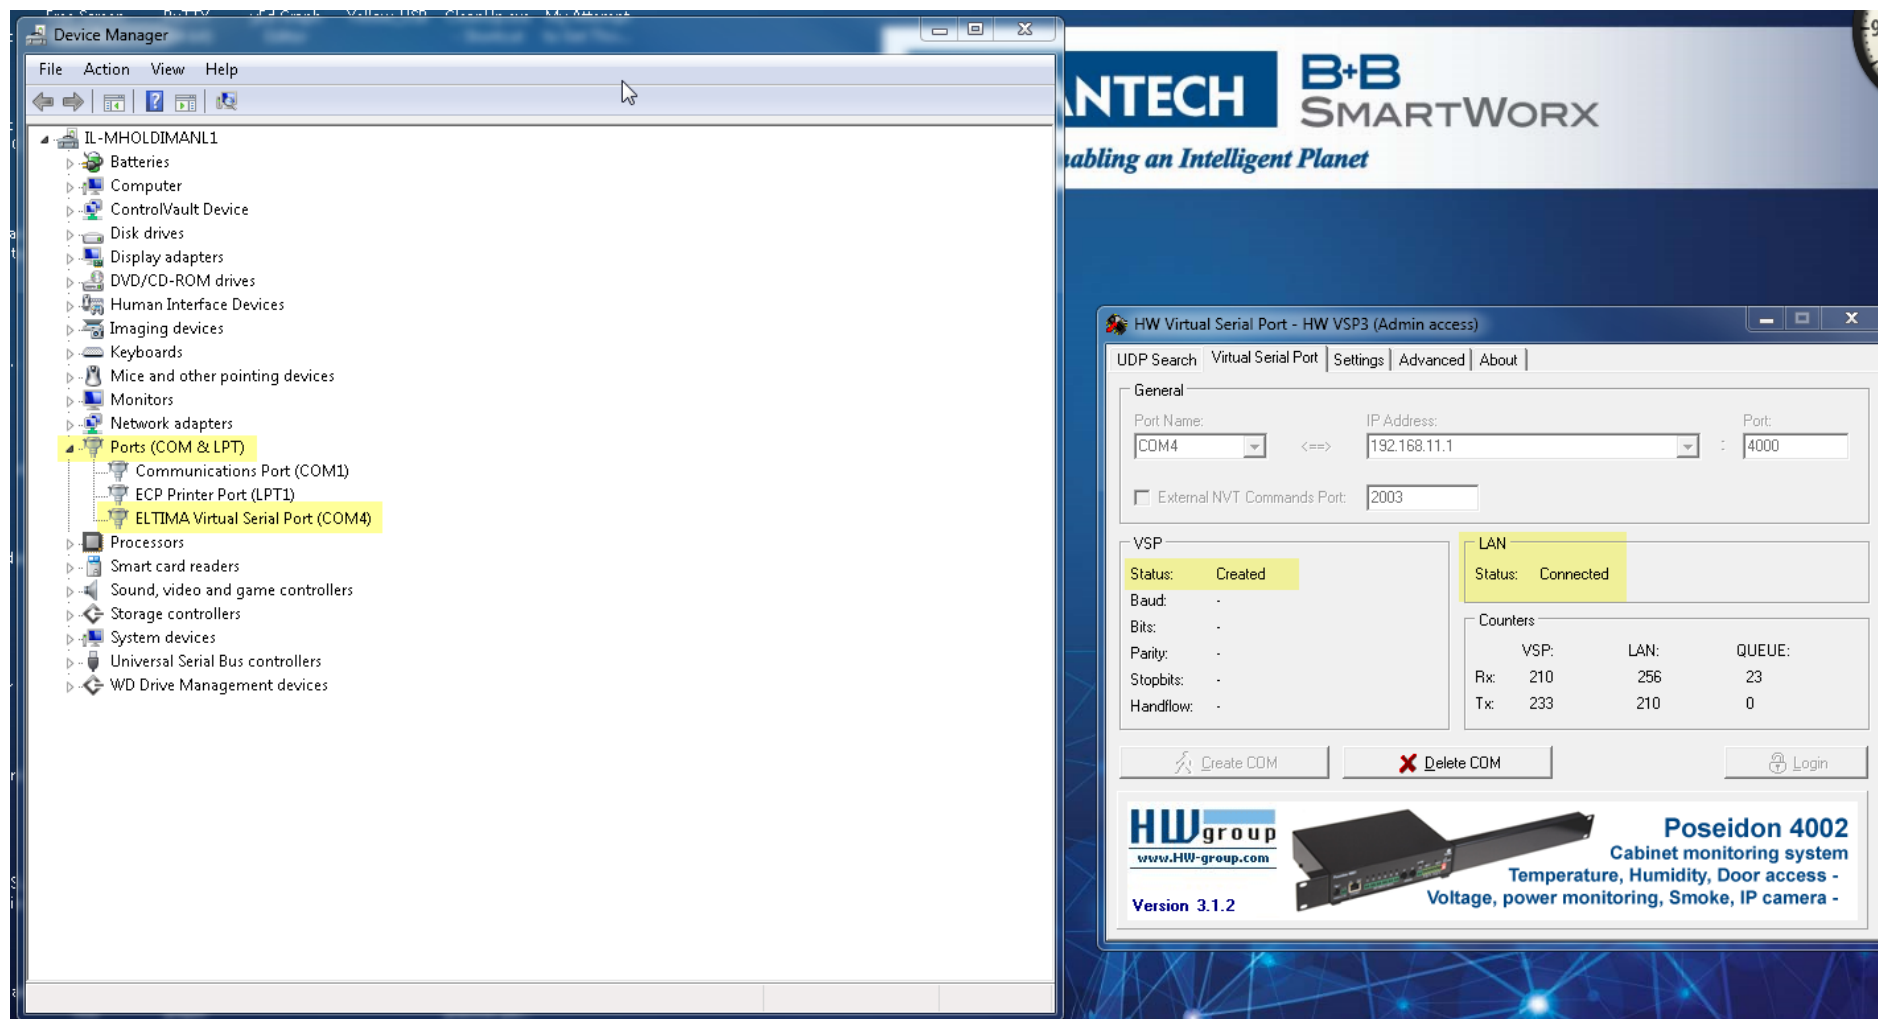 Device Manager
File Action View Help
IL-MHOLDIMANL1
Batteries
Computer
ControlVault Device
Disk drives
Display adapters
DVD/CD-ROM drives
Human Interface Devices
Imaging devices
Keyboards
Mice and other pointing devices
Monitors
Network adapters
Ports (COM & LPT)
Communications Port (COM1)
ECP Printer Port (LPT1)
ELTIMA Virtual Serial Port (COM4)
Processors
Smart card readers
Sound, video and game controllers
Storage controllers
System devices
Universal Serial Bus controllers
WD Drive Management devices
NTECH
B+B
SMARTWORX
abling an Intelligent Planet
HW Virtual Serial Port - HW VSP3 (Admin access)
UDP Search Virtual Serial Port Settings Advanced About
General
Port Name: IP Address: Port:
COM4 <==> 192.168.11.1 : 4000
External NVT Commands Port: 2003
VSP
Status: Created
Baud: -
Bits: -
Parity: -
Stopbits: -
Handflow: -
LAN
Status: Connected
Counters
VSP: LAN: QUEUE:
Rx: 210 256 23
Tx: 233 210 0
Create COM Delete COM Login
HW group
www.HW-group.com
Version 3.1.2
Poseidon 4002
Cabinet monitoring system
Temperature, Humidity, Door access -
Voltage, power monitoring, Smoke, IP camera -